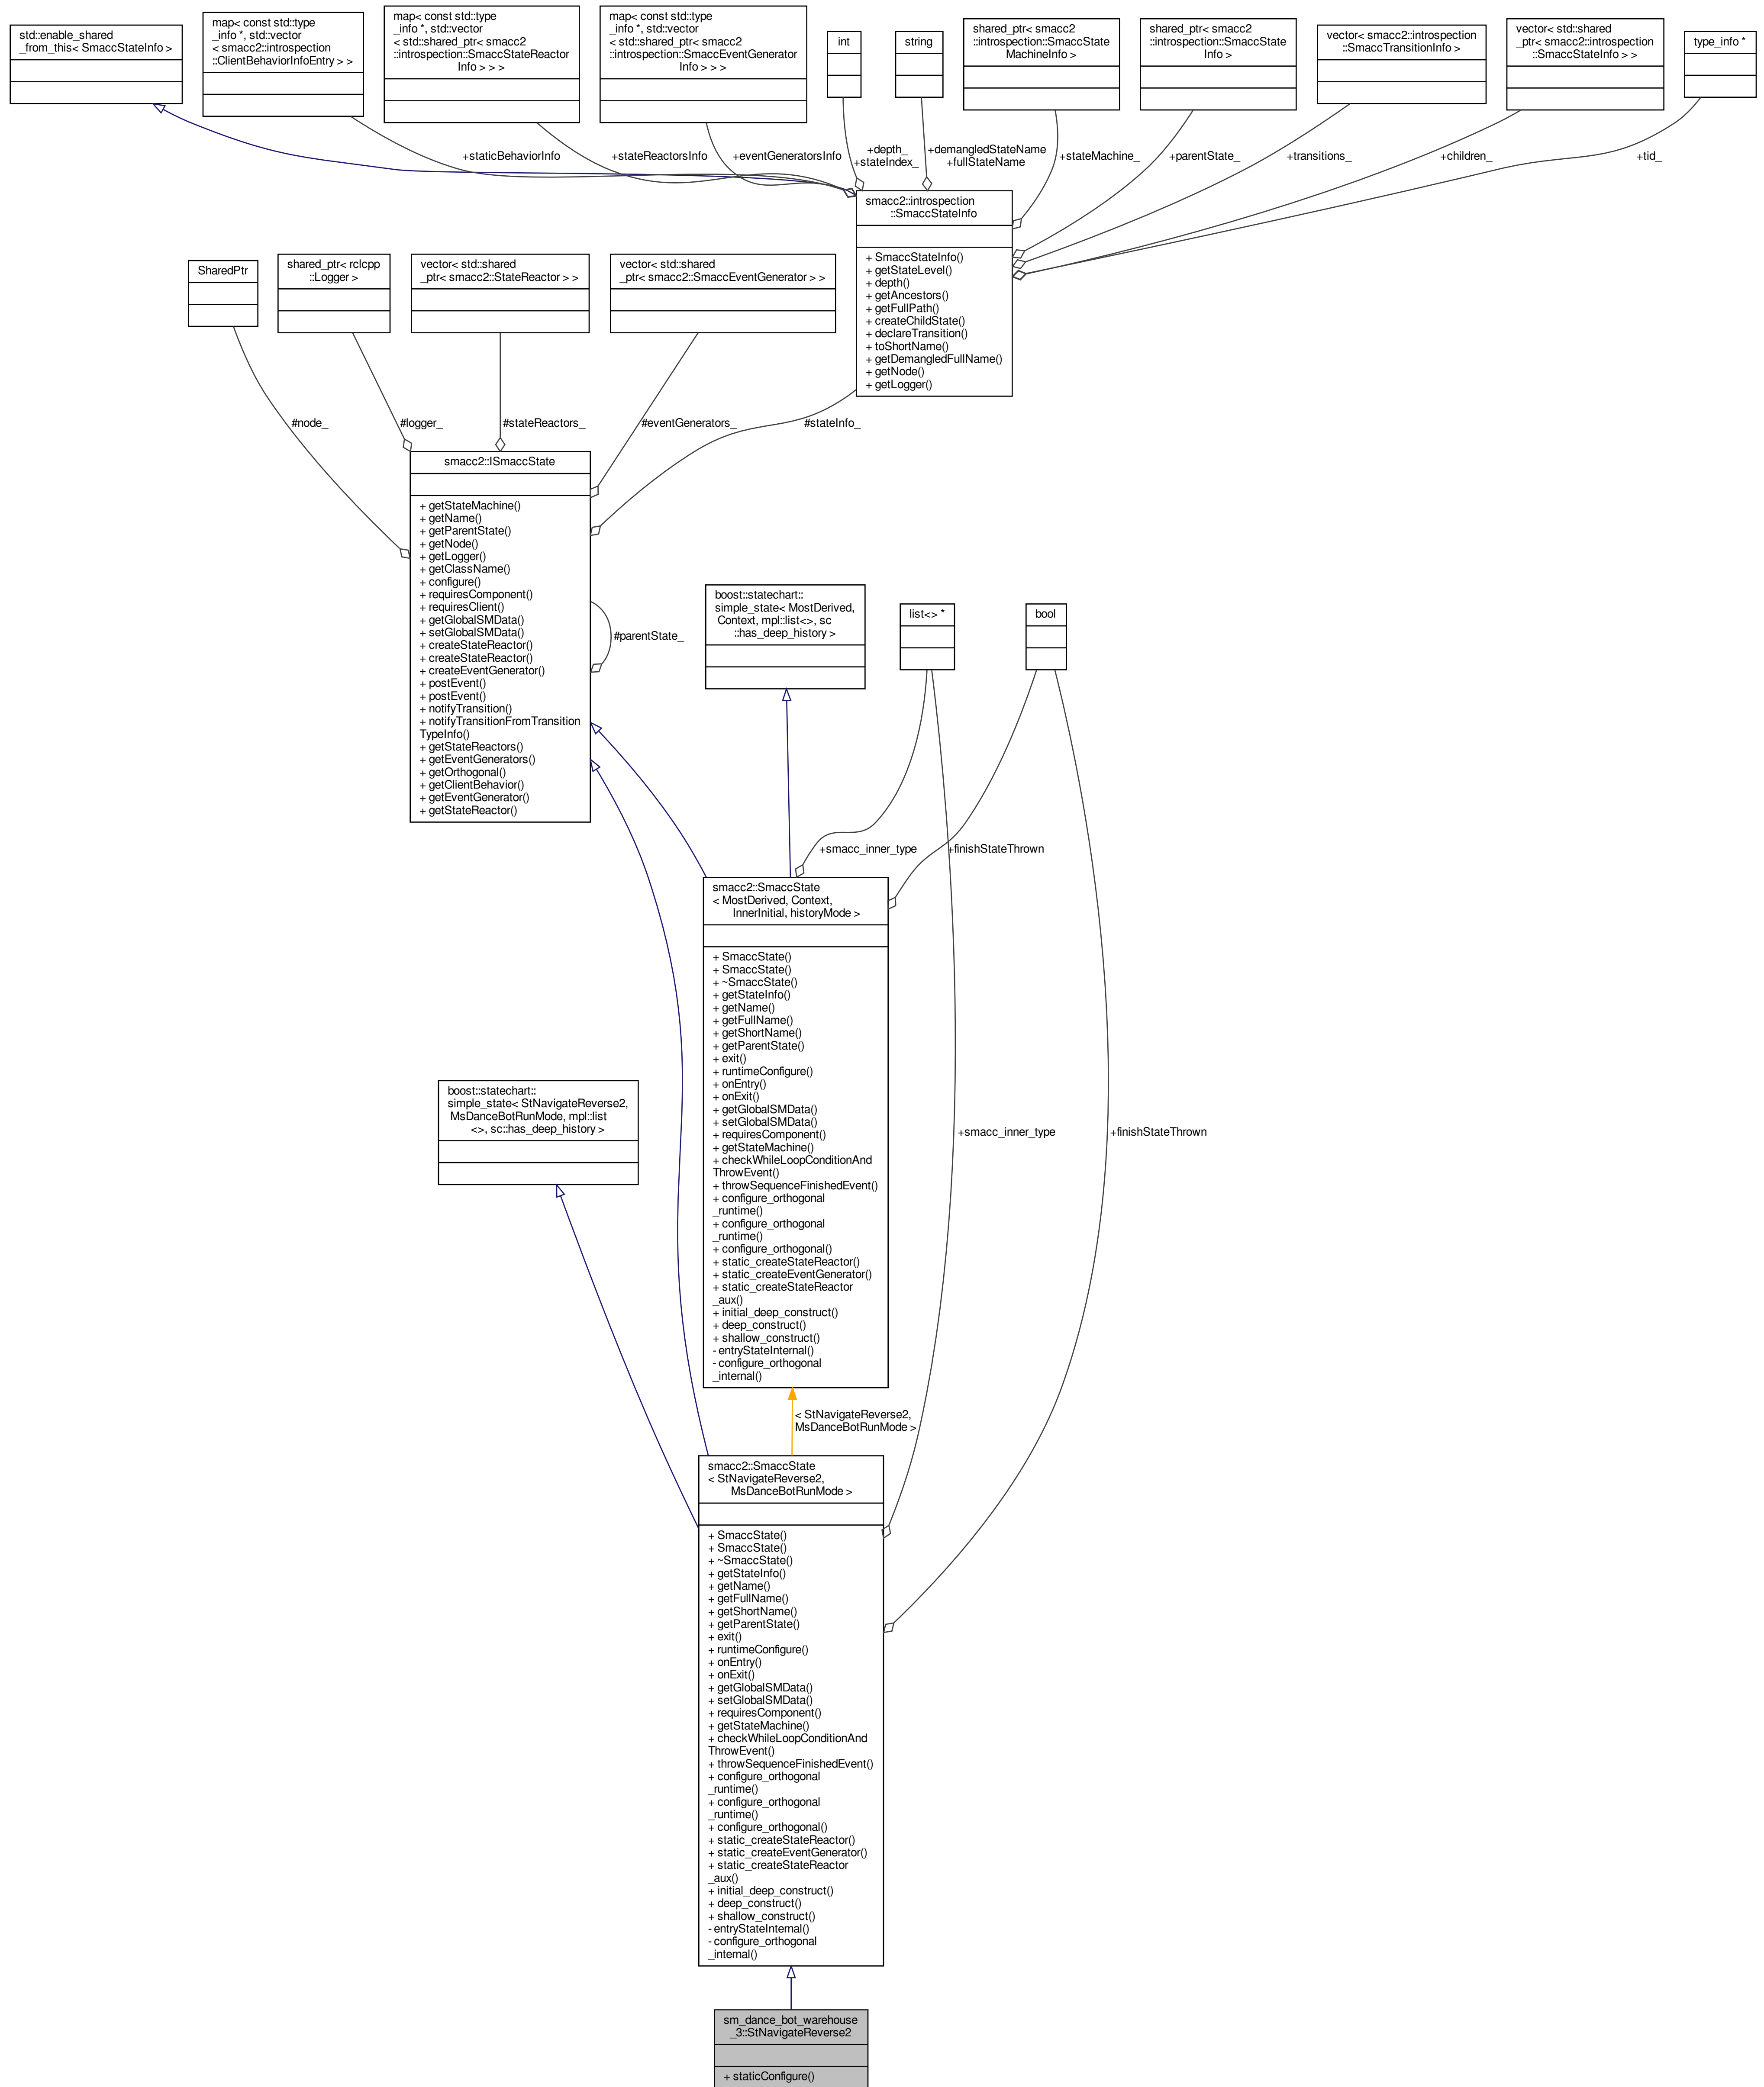 std::enable_shared
_from_this< SmaccStateInfo >
map< const std::type
_info *, std::vector
< smacc2::introspection
::ClientBehaviorInfoEntry > >
map< const std::type
_info *, std::vector
< std::shared_ptr< smacc2
::introspection::SmaccStateReactor
Info > > >
map< const std::type
_info *, std::vector
< std::shared_ptr< smacc2
::introspection::SmaccEventGenerator
Info > > >
int
string
shared_ptr< smacc2
::introspection::SmaccState
MachineInfo >
shared_ptr< smacc2
::introspection::SmaccState
Info >
vector< smacc2::introspection
::SmaccTransitionInfo >
vector< std::shared
_ptr< smacc2::introspection
::SmaccStateInfo > >
type_info *
+staticBehaviorInfo
+stateReactorsInfo
+eventGeneratorsInfo
+depth_
+stateIndex_
+demangledStateName
+fullStateName
+stateMachine_
+parentState_
+transitions_
+children_
+tid_
smacc2::introspection
::SmaccStateInfo
+ SmaccStateInfo()
+ getStateLevel()
+ depth()
+ getAncestors()
+ getFullPath()
+ createChildState()
+ declareTransition()
+ toShortName()
+ getDemangledFullName()
+ getNode()
+ getLogger()
SharedPtr
shared_ptr< rclcpp
::Logger >
vector< std::shared
_ptr< smacc2::StateReactor > >
vector< std::shared
_ptr< smacc2::SmaccEventGenerator > >
#node_
#logger_
#stateReactors_
#eventGenerators_
#stateInfo_
smacc2::ISmaccState
+ getStateMachine()
+ getName()
+ getParentState()
+ getNode()
+ getLogger()
+ getClassName()
+ configure()
+ requiresComponent()
+ requiresClient()
+ getGlobalSMData()
+ setGlobalSMData()
+ createStateReactor()
+ createStateReactor()
+ createEventGenerator()
+ postEvent()
+ postEvent()
+ notifyTransition()
+ notifyTransitionFromTransition
TypeInfo()
+ getStateReactors()
+ getEventGenerators()
+ getOrthogonal()
+ getClientBehavior()
+ getEventGenerator()
+ getStateReactor()
#parentState_
boost::statechart::
simple_state< MostDerived,
Context, mpl::list<>, sc
::has_deep_history >
list<> *
bool
+smacc_inner_type
+finishStateThrown
smacc2::SmaccState
< MostDerived, Context,
InnerInitial, historyMode >
+ SmaccState()
+ SmaccState()
+ ~SmaccState()
+ getStateInfo()
+ getName()
+ getFullName()
+ getShortName()
+ getParentState()
+ exit()
+ runtimeConfigure()
+ onEntry()
+ onExit()
+ getGlobalSMData()
+ setGlobalSMData()
+ requiresComponent()
+ getStateMachine()
+ checkWhileLoopConditionAnd
ThrowEvent()
+ throwSequenceFinishedEvent()
+ configure_orthogonal
_runtime()
+ configure_orthogonal
_runtime()
+ configure_orthogonal()
+ static_createStateReactor()
+ static_createEventGenerator()
+ static_createStateReactor
_aux()
+ initial_deep_construct()
+ deep_construct()
+ shallow_construct()
- entryStateInternal()
- configure_orthogonal
_internal()
boost::statechart::
simple_state< StNavigateReverse2,
MsDanceBotRunMode, mpl::list
<>, sc::has_deep_history >
+smacc_inner_type
+finishStateThrown
< StNavigateReverse2,
MsDanceBotRunMode >
smacc2::SmaccState
< StNavigateReverse2,
MsDanceBotRunMode >
+ SmaccState()
+ SmaccState()
+ ~SmaccState()
+ getStateInfo()
+ getName()
+ getFullName()
+ getShortName()
+ getParentState()
+ exit()
+ runtimeConfigure()
+ onEntry()
+ onExit()
+ getGlobalSMData()
+ setGlobalSMData()
+ requiresComponent()
+ getStateMachine()
+ checkWhileLoopConditionAnd
ThrowEvent()
+ throwSequenceFinishedEvent()
+ configure_orthogonal
_runtime()
+ configure_orthogonal
_runtime()
+ configure_orthogonal()
+ static_createStateReactor()
+ static_createEventGenerator()
+ static_createStateReactor
_aux()
+ initial_deep_construct()
+ deep_construct()
+ shallow_construct()
- entryStateInternal()
- configure_orthogonal
_internal()
sm_dance_bot_warehouse
_3::StNavigateReverse2
+ staticConfigure()